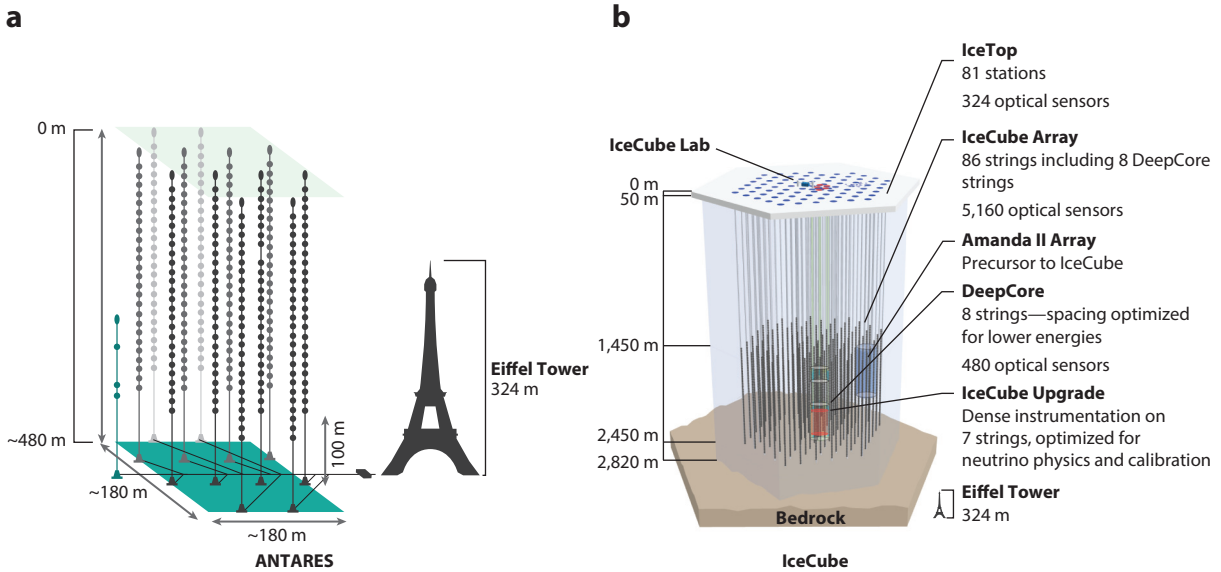 a
0 m
~480 m
~180 m
~180 m
100 m
Eiffel Tower
324 m
ANTARES
b
IceCube Lab
0 m
50 m
1,450 m
2,450 m
2,820 m
Bedrock
IceTop
81 stations
324 optical sensors
IceCube Array
86 strings including 8 DeepCore
strings
5,160 optical sensors
Amanda II Array
Precursor to IceCube
DeepCore
8 strings—spacing optimized
for lower energies
480 optical sensors
IceCube Upgrade
Dense instrumentation on
7 strings, optimized for
neutrino physics and calibration
Eiffel Tower
324 m
IceCube